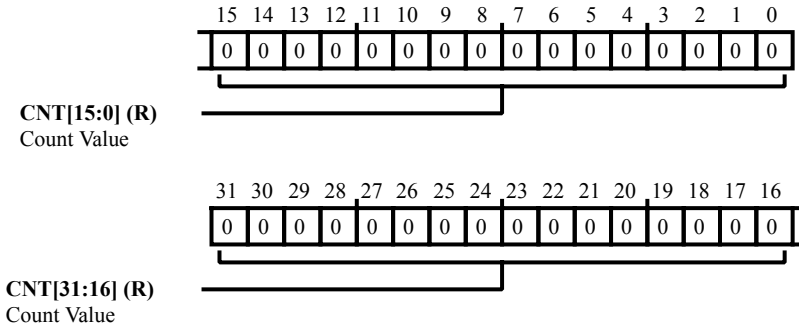 15 14 13 12 11 10 9 8 7 6 5 4 3 2 1 0
0 0 0 0 0 0 0 0 0 0 0 0 0 0 0 0
CNT[15:0] (R)
Count Value
31 30 29 28 27 26 25 24 23 22 21 20 19 18 17 16
0 0 0 0 0 0 0 0 0 0 0 0 0 0 0 0
CNT[31:16] (R)
Count Value